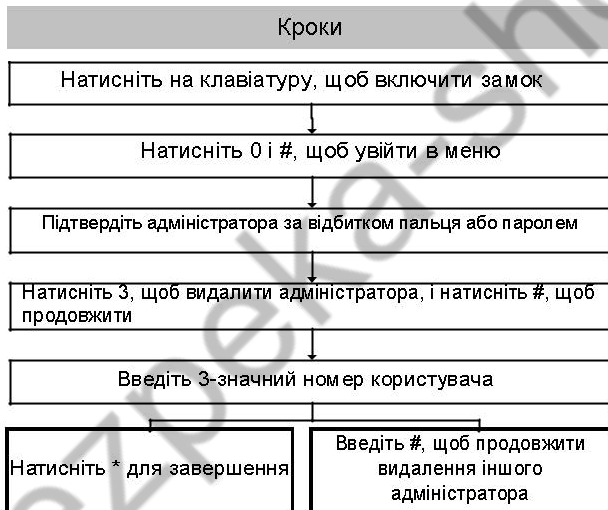 Кроки
Натисніть на клавіатуру, щоб включити замок
Натисніть 0 і #, щоб увійти в меню
Підтвердіть адміністратора за відбитком пальця або паролем
Натисніть 3, щоб видалити адміністратора, і натисніть #, щоб
продовжити
Введіть 3-значний номер користувача
Натисніть * для завершення
Введіть #, щоб продовжити
видалення іншого
адміністратора
ezpeka-sh